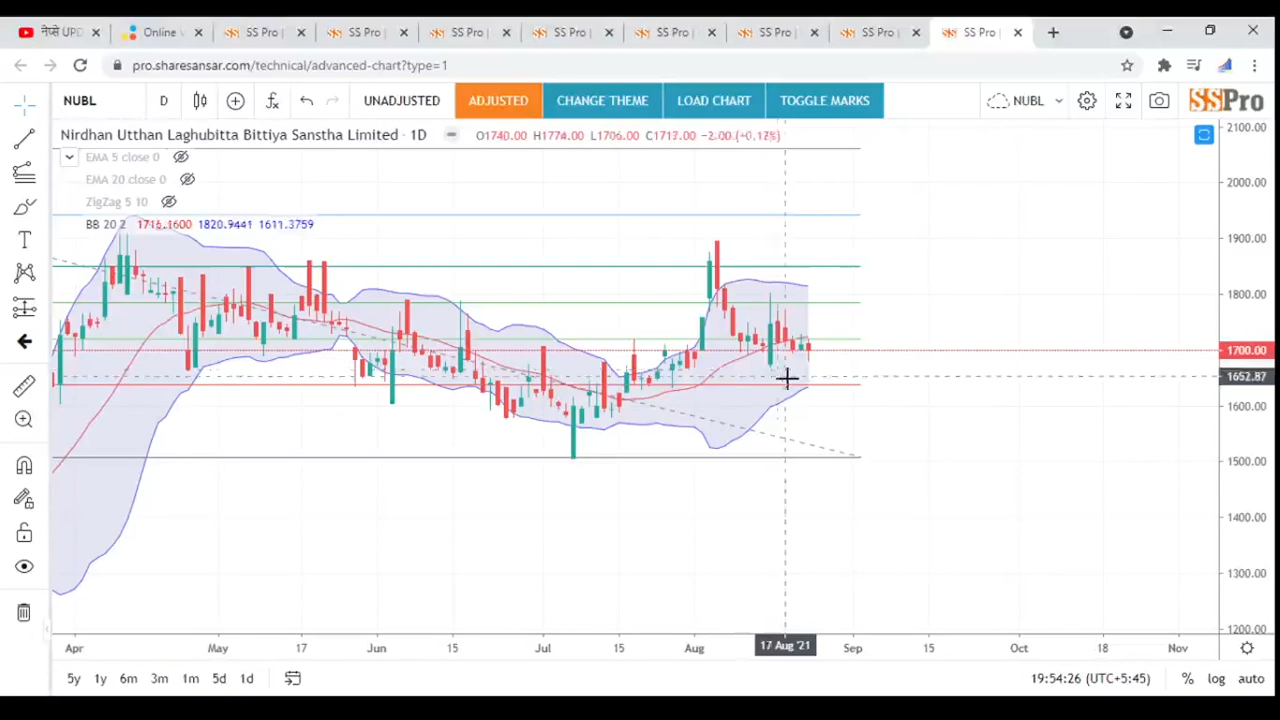 नेप्से UPD
Online v
SS Pro |
SS Pro |
SS Pro |
SS Pro |
SS Pro |
SS Pro |
SS Pro |
SS Pro |
pro.sharesansar.com/technical/advanced-chart?type=1
NUBL
D
UNADJUSTED
ADJUSTED
CHANGE THEME
LOAD CHART
TOGGLE MARKS
NUBL
SSPro
Nirdhan Utthan Laghubitta Bittiya Sanstha Limited · 1D
O1740.00 H1774.00 L1706.00 C1717.00
EMA 5 close 0
EMA 20 close 0
ZigZag 5 10
BB 20 2 1716.1600 1820.9441 1611.3759
2100.00
2000.00
1900.00
1800.00
1700.00
1652.87
1600.00
1500.00
1400.00
1300.00
1200.00
Apr
May
17
Jun
15
Jul
15
Aug
17 Aug '21
Sep
15
Oct
18
Nov
5y
1y
6m
3m
1m
5d
1d
19:54:26 (UTC+5:45)
%
log
auto